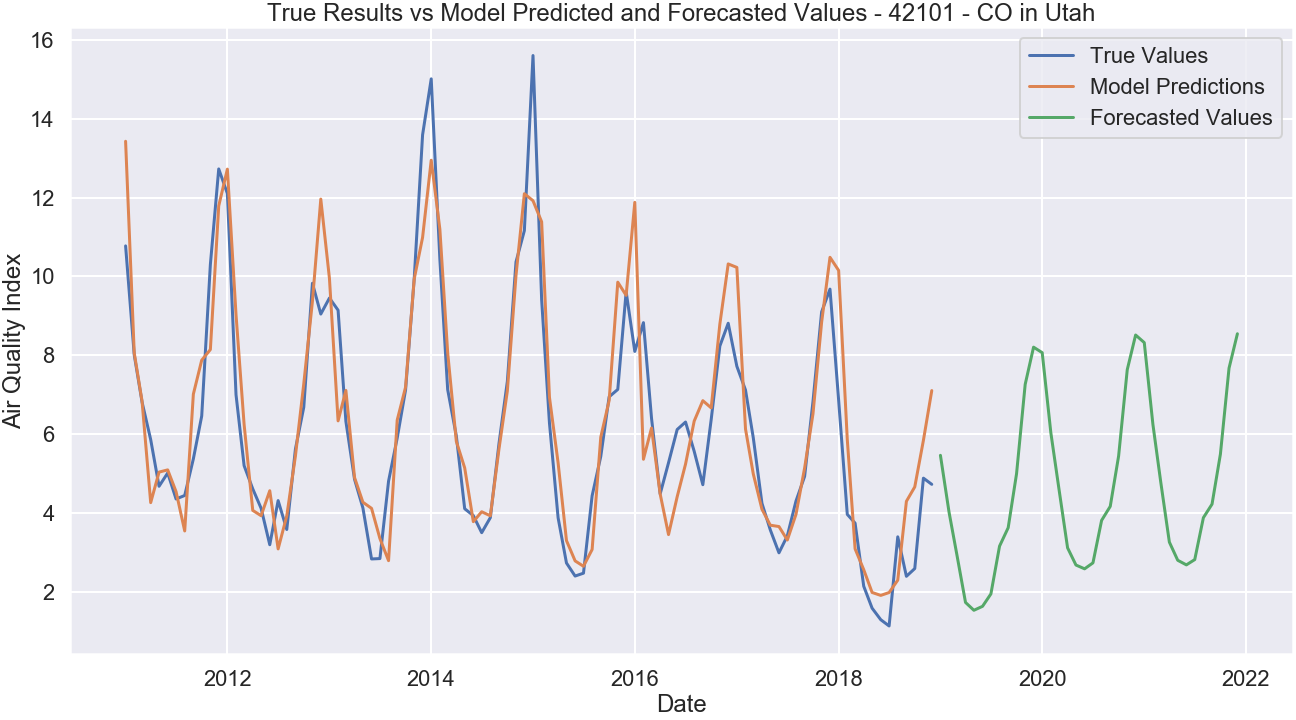 True Results vs Model Predicted and Forecasted Values - 42101 - CO in Utah
True Values
Model Predictions
Forecasted Values
Air Quality Index
16
14
12
10
8
6
4
2
2012 2014 2016 2018 2020 2022
Date